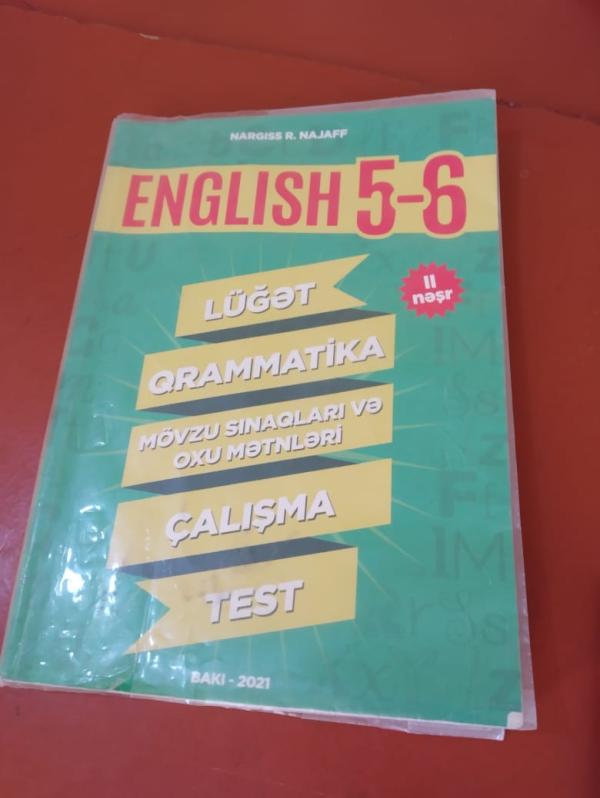 NARGISS R. NAJAFF
ENGLISH 5-6
II
nəşr
LÜĞƏT
QRAMMATİKA
MÖVZU SINAQLARI VƏ
OXU MƏTNLƏRİ
ÇALIŞMA
TEST
BAKI - 2021